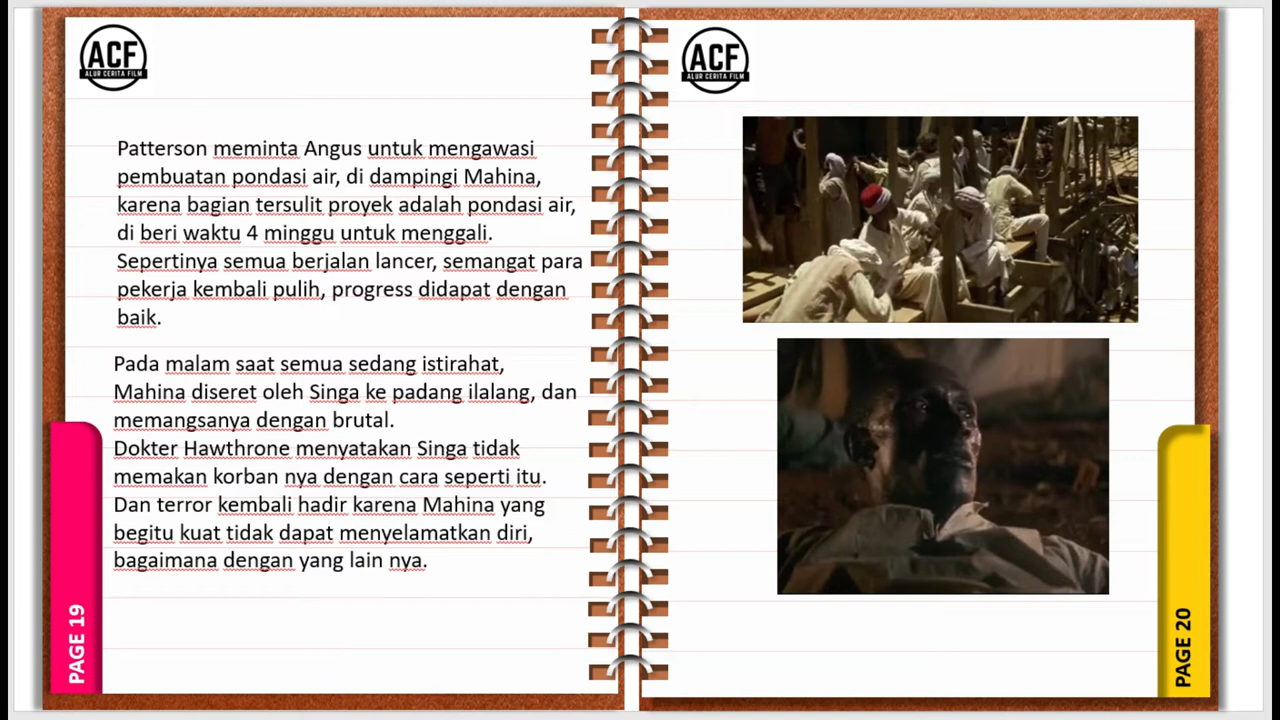 ACF
ALUR CERITA FILM
Patterson meminta Angus untuk mengawasi
pembuatan pondasi air, di dampingi Mahina,
karena bagian tersulit proyek adalah pondasi air,
di beri waktu 4 minggu untuk menggali.
Sepertinya semua berjalan lancer, semangat para
pekerja kembali pulih, progress didapat dengan
baik.
Pada malam saat semua sedang istirahat,
Mahina diseret oleh Singa ke padang ilalang, dan
memangsanya dengan brutal.
Dokter Hawthrone menyatakan Singa tidak
memakan korban nya dengan cara seperti itu.
Dan terror kembali hadir karena Mahina yang
begitu kuat tidak dapat menyelamatkan diri,
bagaimana dengan yang lain nya.
PAGE 19
ACF
ALUR CERITA FILM
PAGE 20